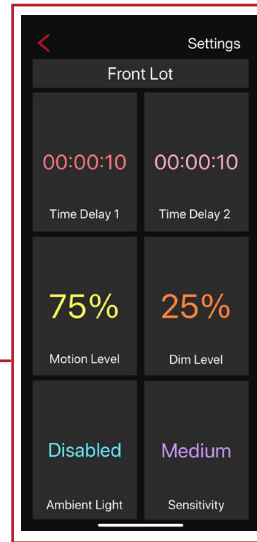 Settings
Front Lot
00:00:10 00:00:10
Time Delay 1 Time Delay 2
75% 25%
Motion Level Dim Level
Disabled Medium
Ambient Light Sensitivity